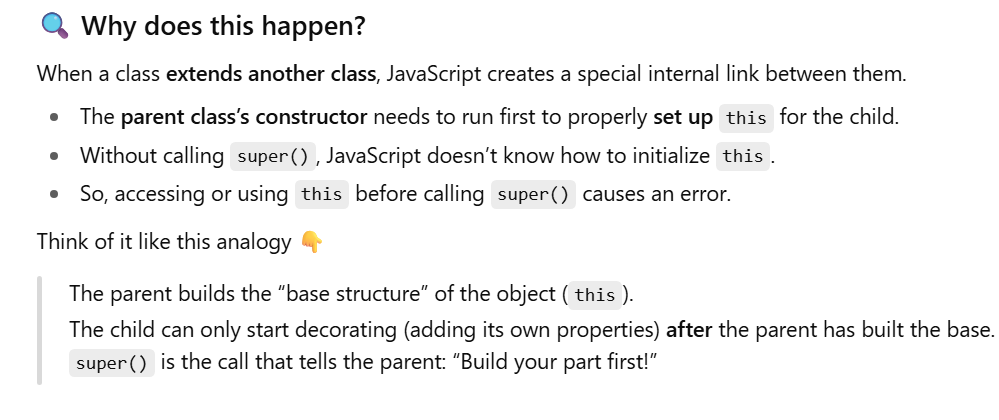 🔍 Why does this happen?
When a class extends another class, JavaScript creates a special internal link between them.
• The parent class’s constructor needs to run first to properly set up this for the child.
• Without calling super(), JavaScript doesn’t know how to initialize this.
• So, accessing or using this before calling super() causes an error.
Think of it like this analogy 👇
The parent builds the “base structure” of the object (this).
The child can only start decorating (adding its own properties) after the parent has built the base.
super() is the call that tells the parent: “Build your part first!”